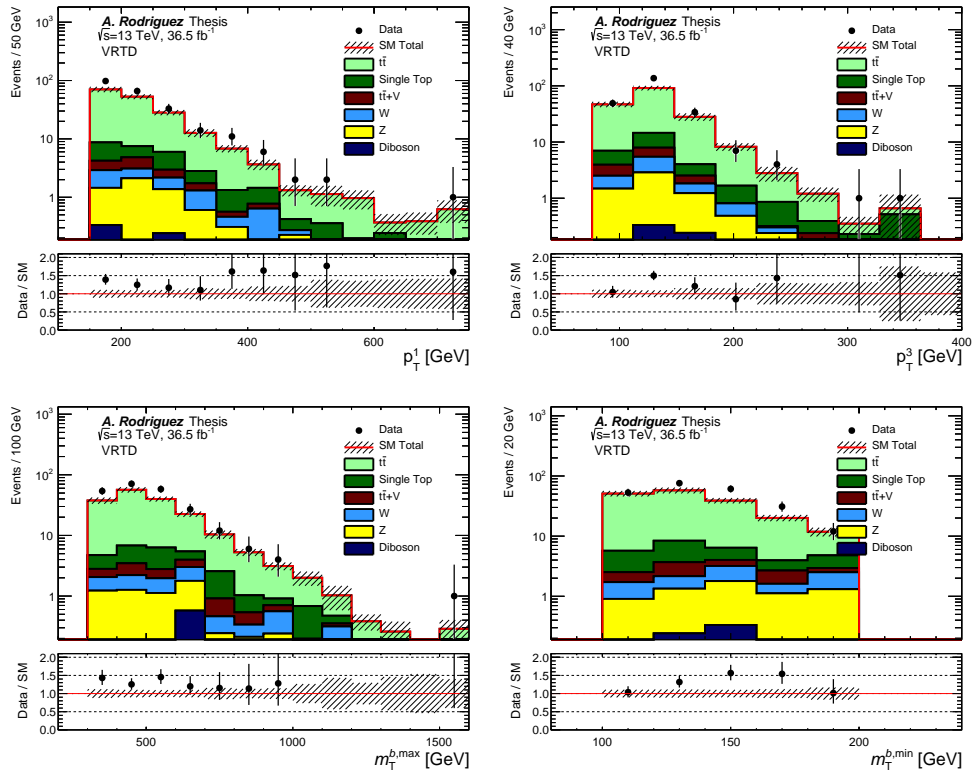 Events / 50 GeV
10³
10²
10
1
A. Rodriguez Thesis
√s=13 TeV, 36.5 fb⁻¹
VRTD
Data
SM Total
tt̄
Single Top
tt̄+V
W
Z
Diboson
Data / SM
2.0
1.5
1.0
0.5
0.0
200 400 600
p_T^1 [GeV]
Events / 40 GeV
10³
10²
10
1
A. Rodriguez Thesis
√s=13 TeV, 36.5 fb⁻¹
VRTD
Data
SM Total
tt̄
Single Top
tt̄+V
W
Z
Diboson
Data / SM
2.0
1.5
1.0
0.5
0.0
100 200 300 400
p_T^3 [GeV]
Events / 100 GeV
10³
10²
10
1
A. Rodriguez Thesis
√s=13 TeV, 36.5 fb⁻¹
VRTD
Data
SM Total
tt̄
Single Top
tt̄+V
W
Z
Diboson
Data / SM
2.0
1.5
1.0
0.5
0.0
500 1000 1500
m_T^{b,max} [GeV]
Events / 20 GeV
10³
10²
10
1
A. Rodriguez Thesis
√s=13 TeV, 36.5 fb⁻¹
VRTD
Data
SM Total
tt̄
Single Top
tt̄+V
W
Z
Diboson
Data / SM
2.0
1.5
1.0
0.5
0.0
100 150 200
m_T^{b,min} [GeV]